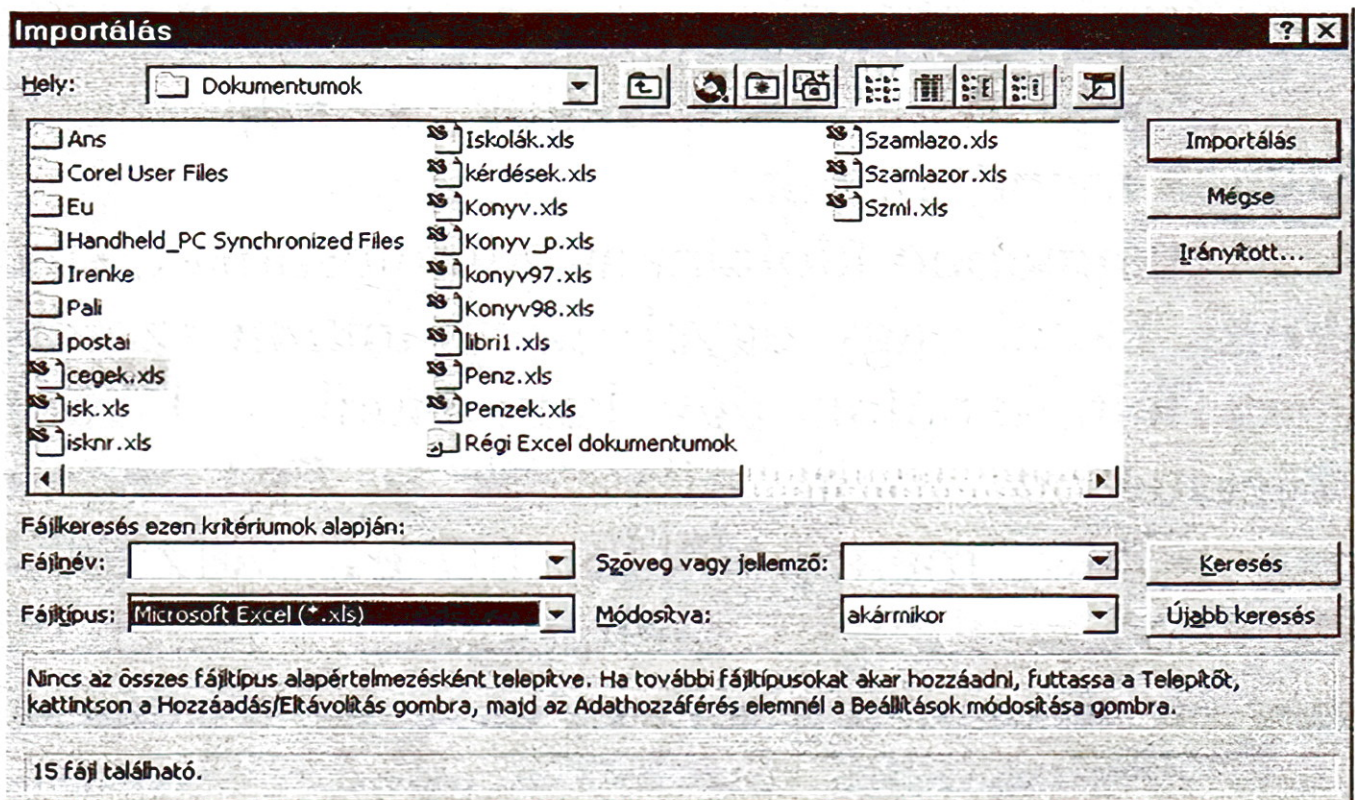 Importálás
Hely: Dokumentumok
Ans
Corel User Files
Eu
Handheld_PC Synchronized Files
Irenke
Pali
postai
cegek.xls
isk.xls
isknr.xls
Iskolák.xls
kérdések.xls
Konyv.xls
Konyv_p.xls
konyv97.xls
Konyv98.xls
libri1.xls
Penz.xls
Penzek.xls
Régi Excel dokumentumok
Szamlazo.xls
Szamlazor.xls
Szml.xls
Importálás
Mégse
Irányított...
Fájlkeresés ezen kritériumok alapján:
Fájlnév: Szöveg vagy jellemző: Keresés
Fájltípus: Microsoft Excel (*.xls) Módosítva: akármikor Újabb keresés
Nincs az összes fájltípus alapértelmezésként telepítve. Ha további fájltípusokat akar hozzáadni, futtassa a Telepítőt,
kattintson a Hozzáadás/Eltávolítás gombra, majd az Adathozzáférés elemnél a Beállítások módosítása gombra.
15 fájl található.